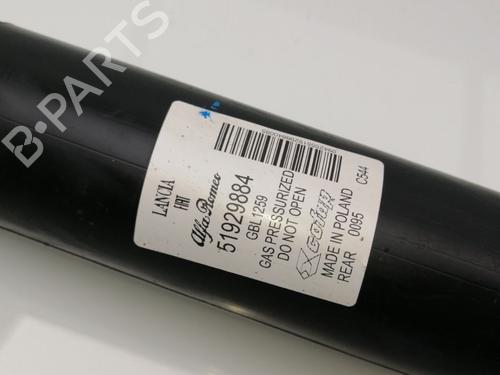 LANCIA
FIAT
Alfa Romeo
51929884
GBL1259
GAS PRESSURIZED
DO NOT OPEN
MADE IN POLAND
REAR 0095
C544
B-PARTS